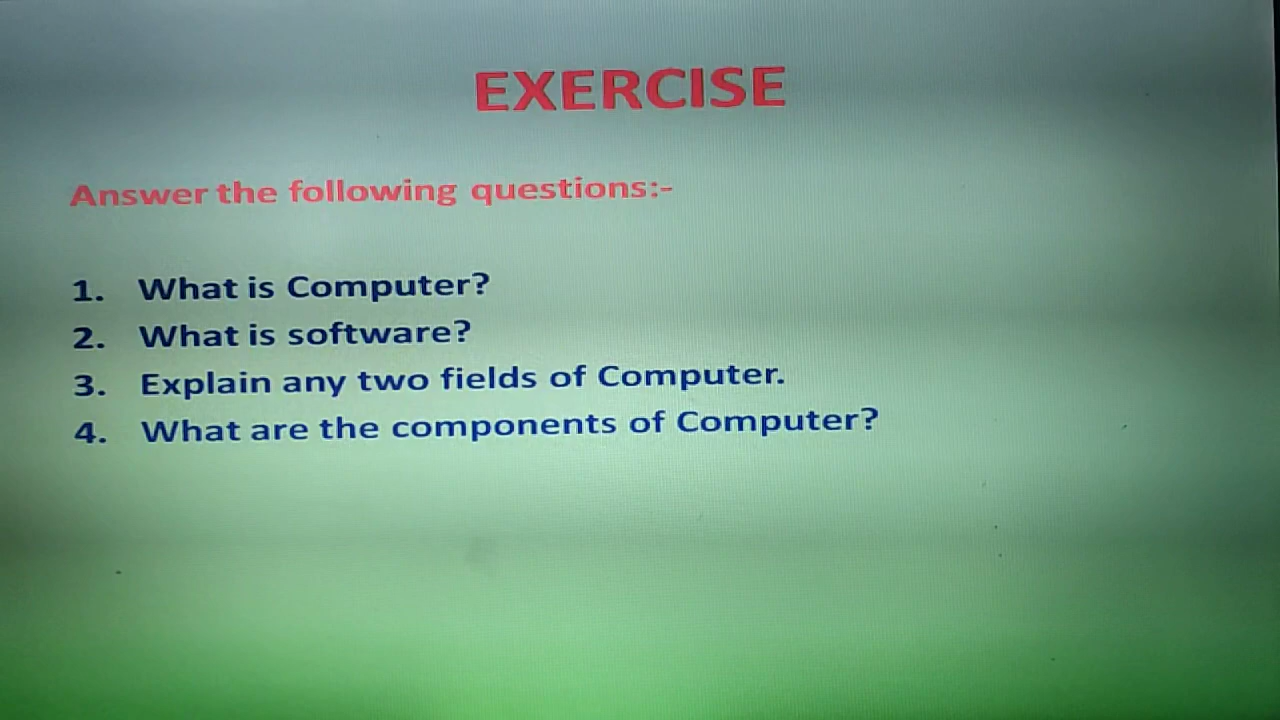 EXERCISE
Answer the following questions:-
1. What is Computer?
2. What is software?
3. Explain any two fields of Computer.
4. What are the components of Computer?